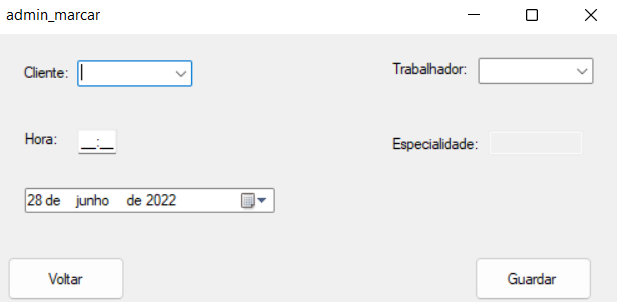 admin_marcar
Cliente:
Trabalhador:
Hora:
__:__
Especialidade:
28 de junho de 2022
Voltar
Guardar